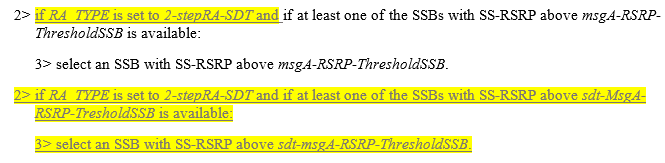 2> if RA_TYPE is set to 2-stepRA-SDT and if at least one of the SSBs with SS-RSRP above msgA-RSRP-
ThresholdSSB is available:
3> select an SSB with SS-RSRP above msgA-RSRP-ThresholdSSB.
2> if RA_TYPE is set to 2-stepRA-SDT and if at least one of the SSBs with SS-RSRP above sdt-MsgA-
RSRP-TresholdSSB is available:
3> select an SSB with SS-RSRP above sdt-msgA-RSRP-ThresholdSSB.